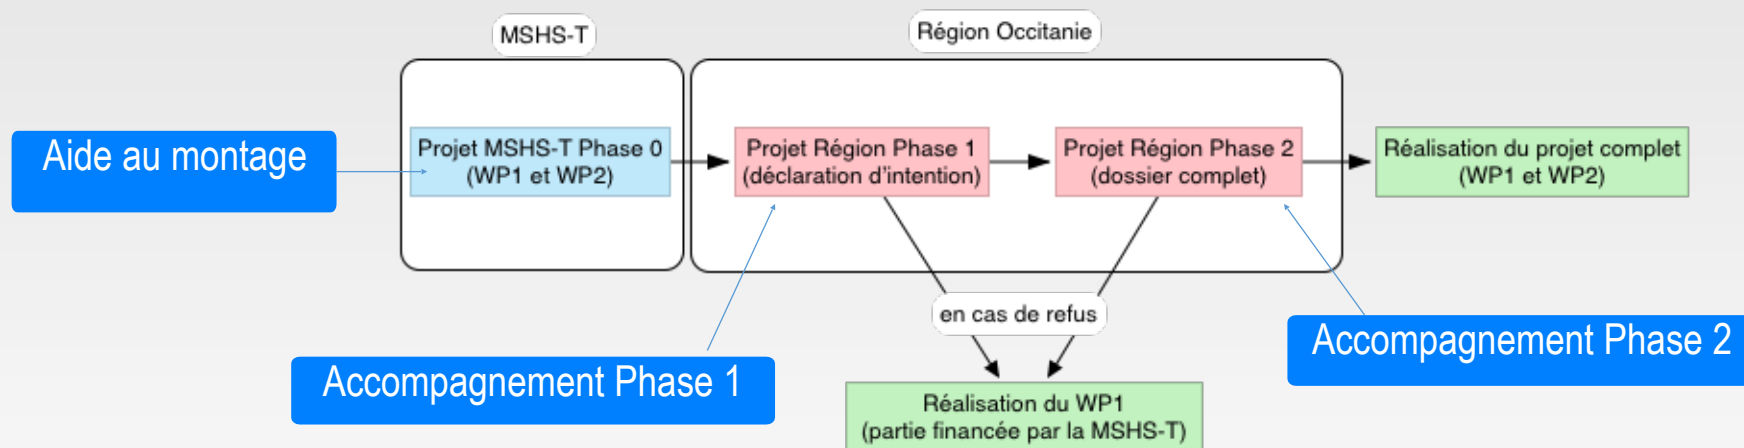 MSHS-T
Région Occitanie
Aide au montage
Projet MSHS-T Phase 0
(WP1 et WP2)
Projet Région Phase 1
(déclaration d'intention)
Projet Région Phase 2
(dossier complet)
Réalisation du projet complet
(WP1 et WP2)
en cas de refus
Accompagnement Phase 1
Accompagnement Phase 2
Réalisation du WP1
(partie financée par la MSHS-T)